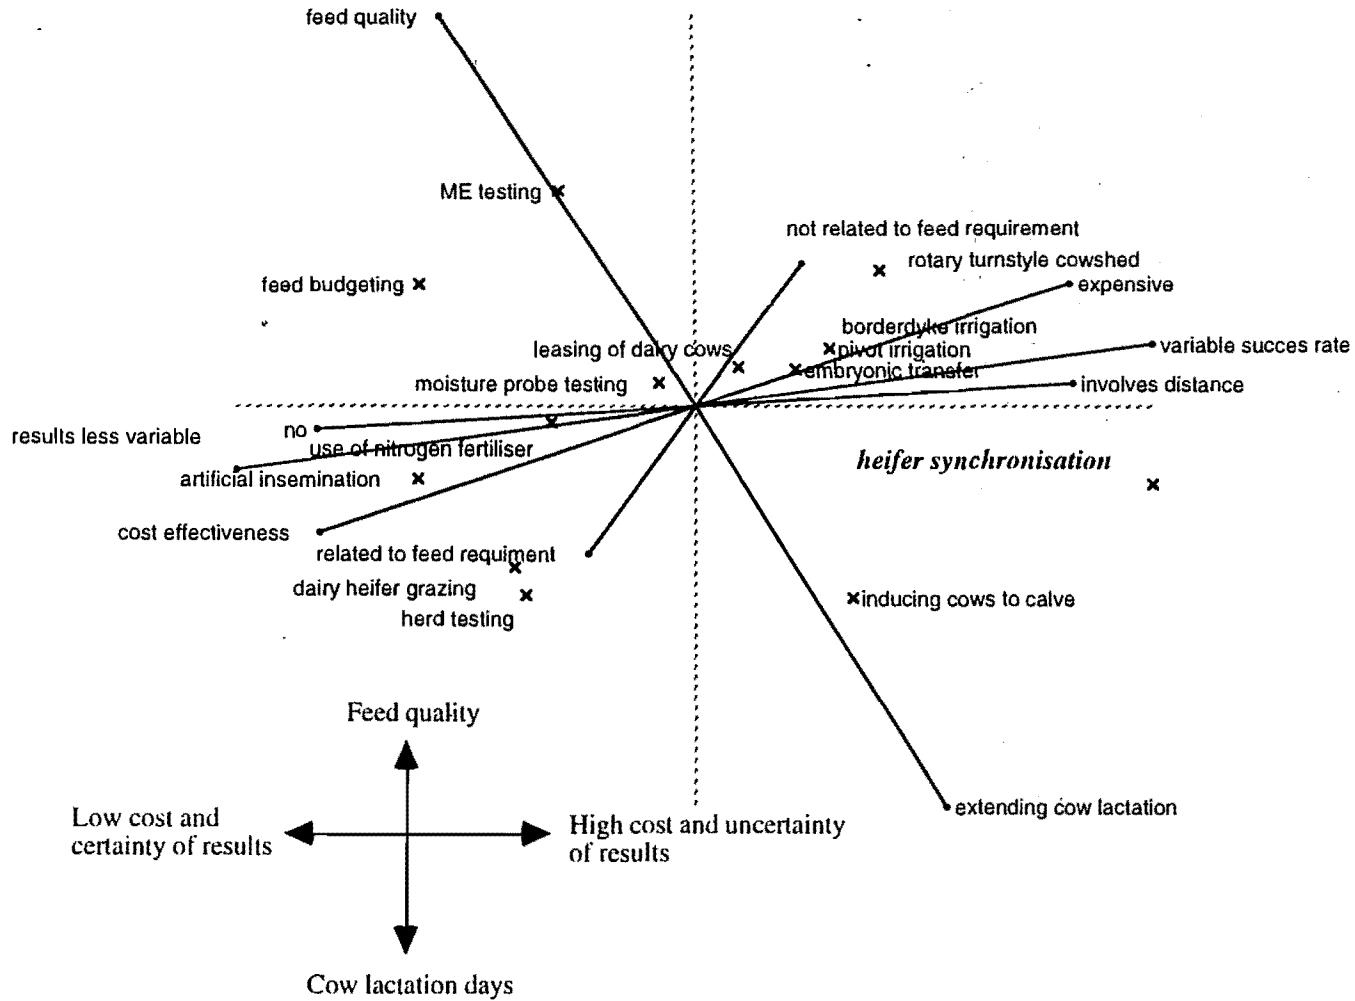 feed quality
ME testing
not related to feed requirement
rotary turnstyle cowshed
feed budgeting
expensive
borderdyke irrigation
leasing of dairy cows
pivot irrigation
variable succes rate
embryonic transfer
moisture probe testing
involves distance
no
results less variable
use of nitrogen fertiliser
heifer synchronisation
artificial insemination
cost effectiveness
related to feed requiment
dairy heifer grazing
inducing cows to calve
herd testing
Feed quality
extending cow lactation
Low cost and
certainty of results
High cost and uncertainty
of results
Cow lactation days